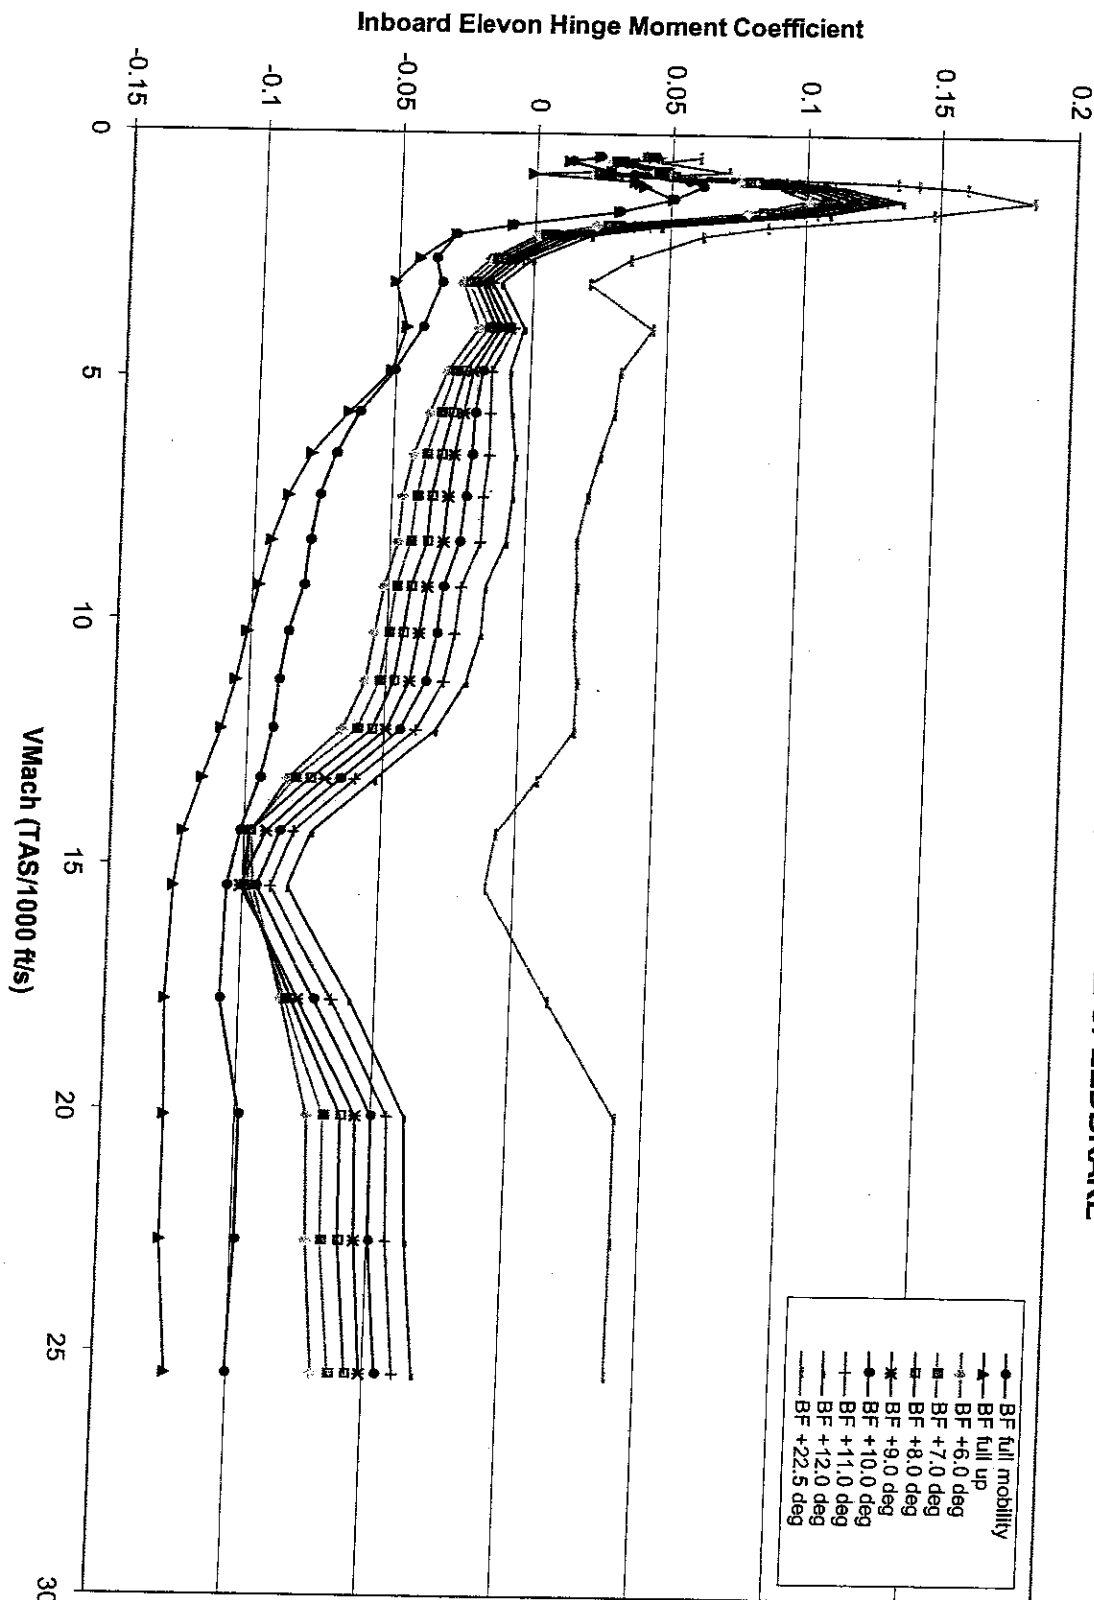 Inboard Elevon Hinge Moment Coefficient
0.2
0.15
0.1
0.05
0
-0.05
-0.1
-0.15
0
5
10
15
20
25
30
VMach (TAS/1000 ft/s)
BF full mobility
BF full up
BF +6.0 deg
BF +7.0 deg
BF +8.0 deg
BF +9.0 deg
BF +10.0 deg
BF +11.0 deg
BF +12.0 deg
BF +22.5 deg